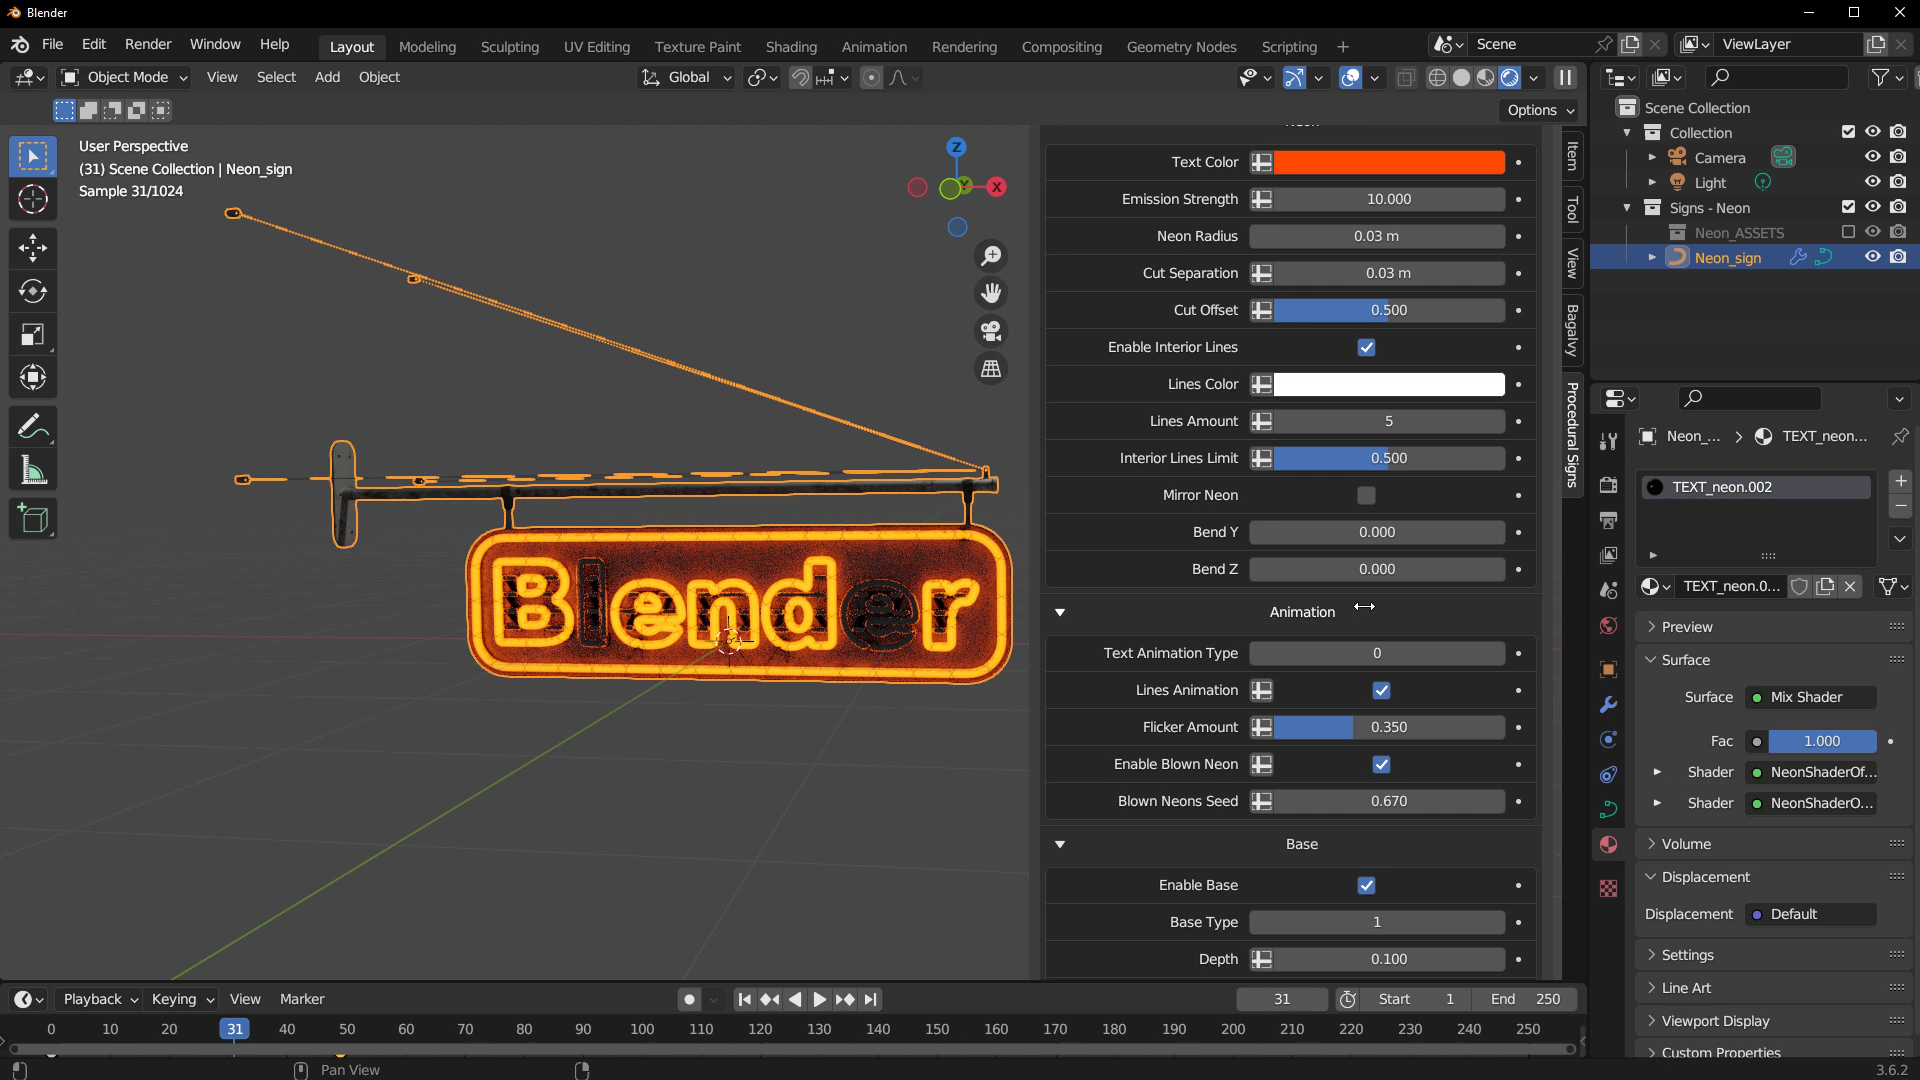 Blender
File Edit Render Window Help
Layout Modeling Sculpting UV Editing Texture Paint Shading Animation Rendering Compositing Geometry Nodes Scripting +
Scene
ViewLayer
Object Mode View Select Add Object
Global
Options
User Perspective
(31) Scene Collection | Neon_sign
Sample 31/1024
Z
Y
X
Blender
Neon
Text Color
Emission Strength 10.000
Neon Radius 0.03 m
Cut Separation 0.03 m
Cut Offset 0.500
Enable Interior Lines
Lines Color
Lines Amount 5
Interior Lines Limit 0.500
Mirror Neon
Bend Y 0.000
Bend Z 0.000
Animation
Text Animation Type 0
Lines Animation
Flicker Amount 0.350
Enable Blown Neon
Blown Neons Seed 0.670
Base
Enable Base
Base Type 1
Depth 0.100
Item
Tool
View
Bagalvy
Procedural Signs
Scene Collection
Collection
Camera
Light
Signs - Neon
Neon_ASSETS
Neon_sign
Neon_... > TEXT_neon...
TEXT_neon.002
TEXT_neon.0...
Preview
Surface
Surface Mix Shader
Fac 1.000
Shader NeonShaderOf...
Shader NeonShaderO...
Volume
Displacement
Displacement Default
Settings
Line Art
Viewport Display
Custom Properties
Playback Keying View Marker
31 Start 1 End 250
0 10 20 31 40 50 60 70 80 90 100 110 120 130 140 150 160 170 180 190 200 210 220 230 240 250
Pan View
3.6.2